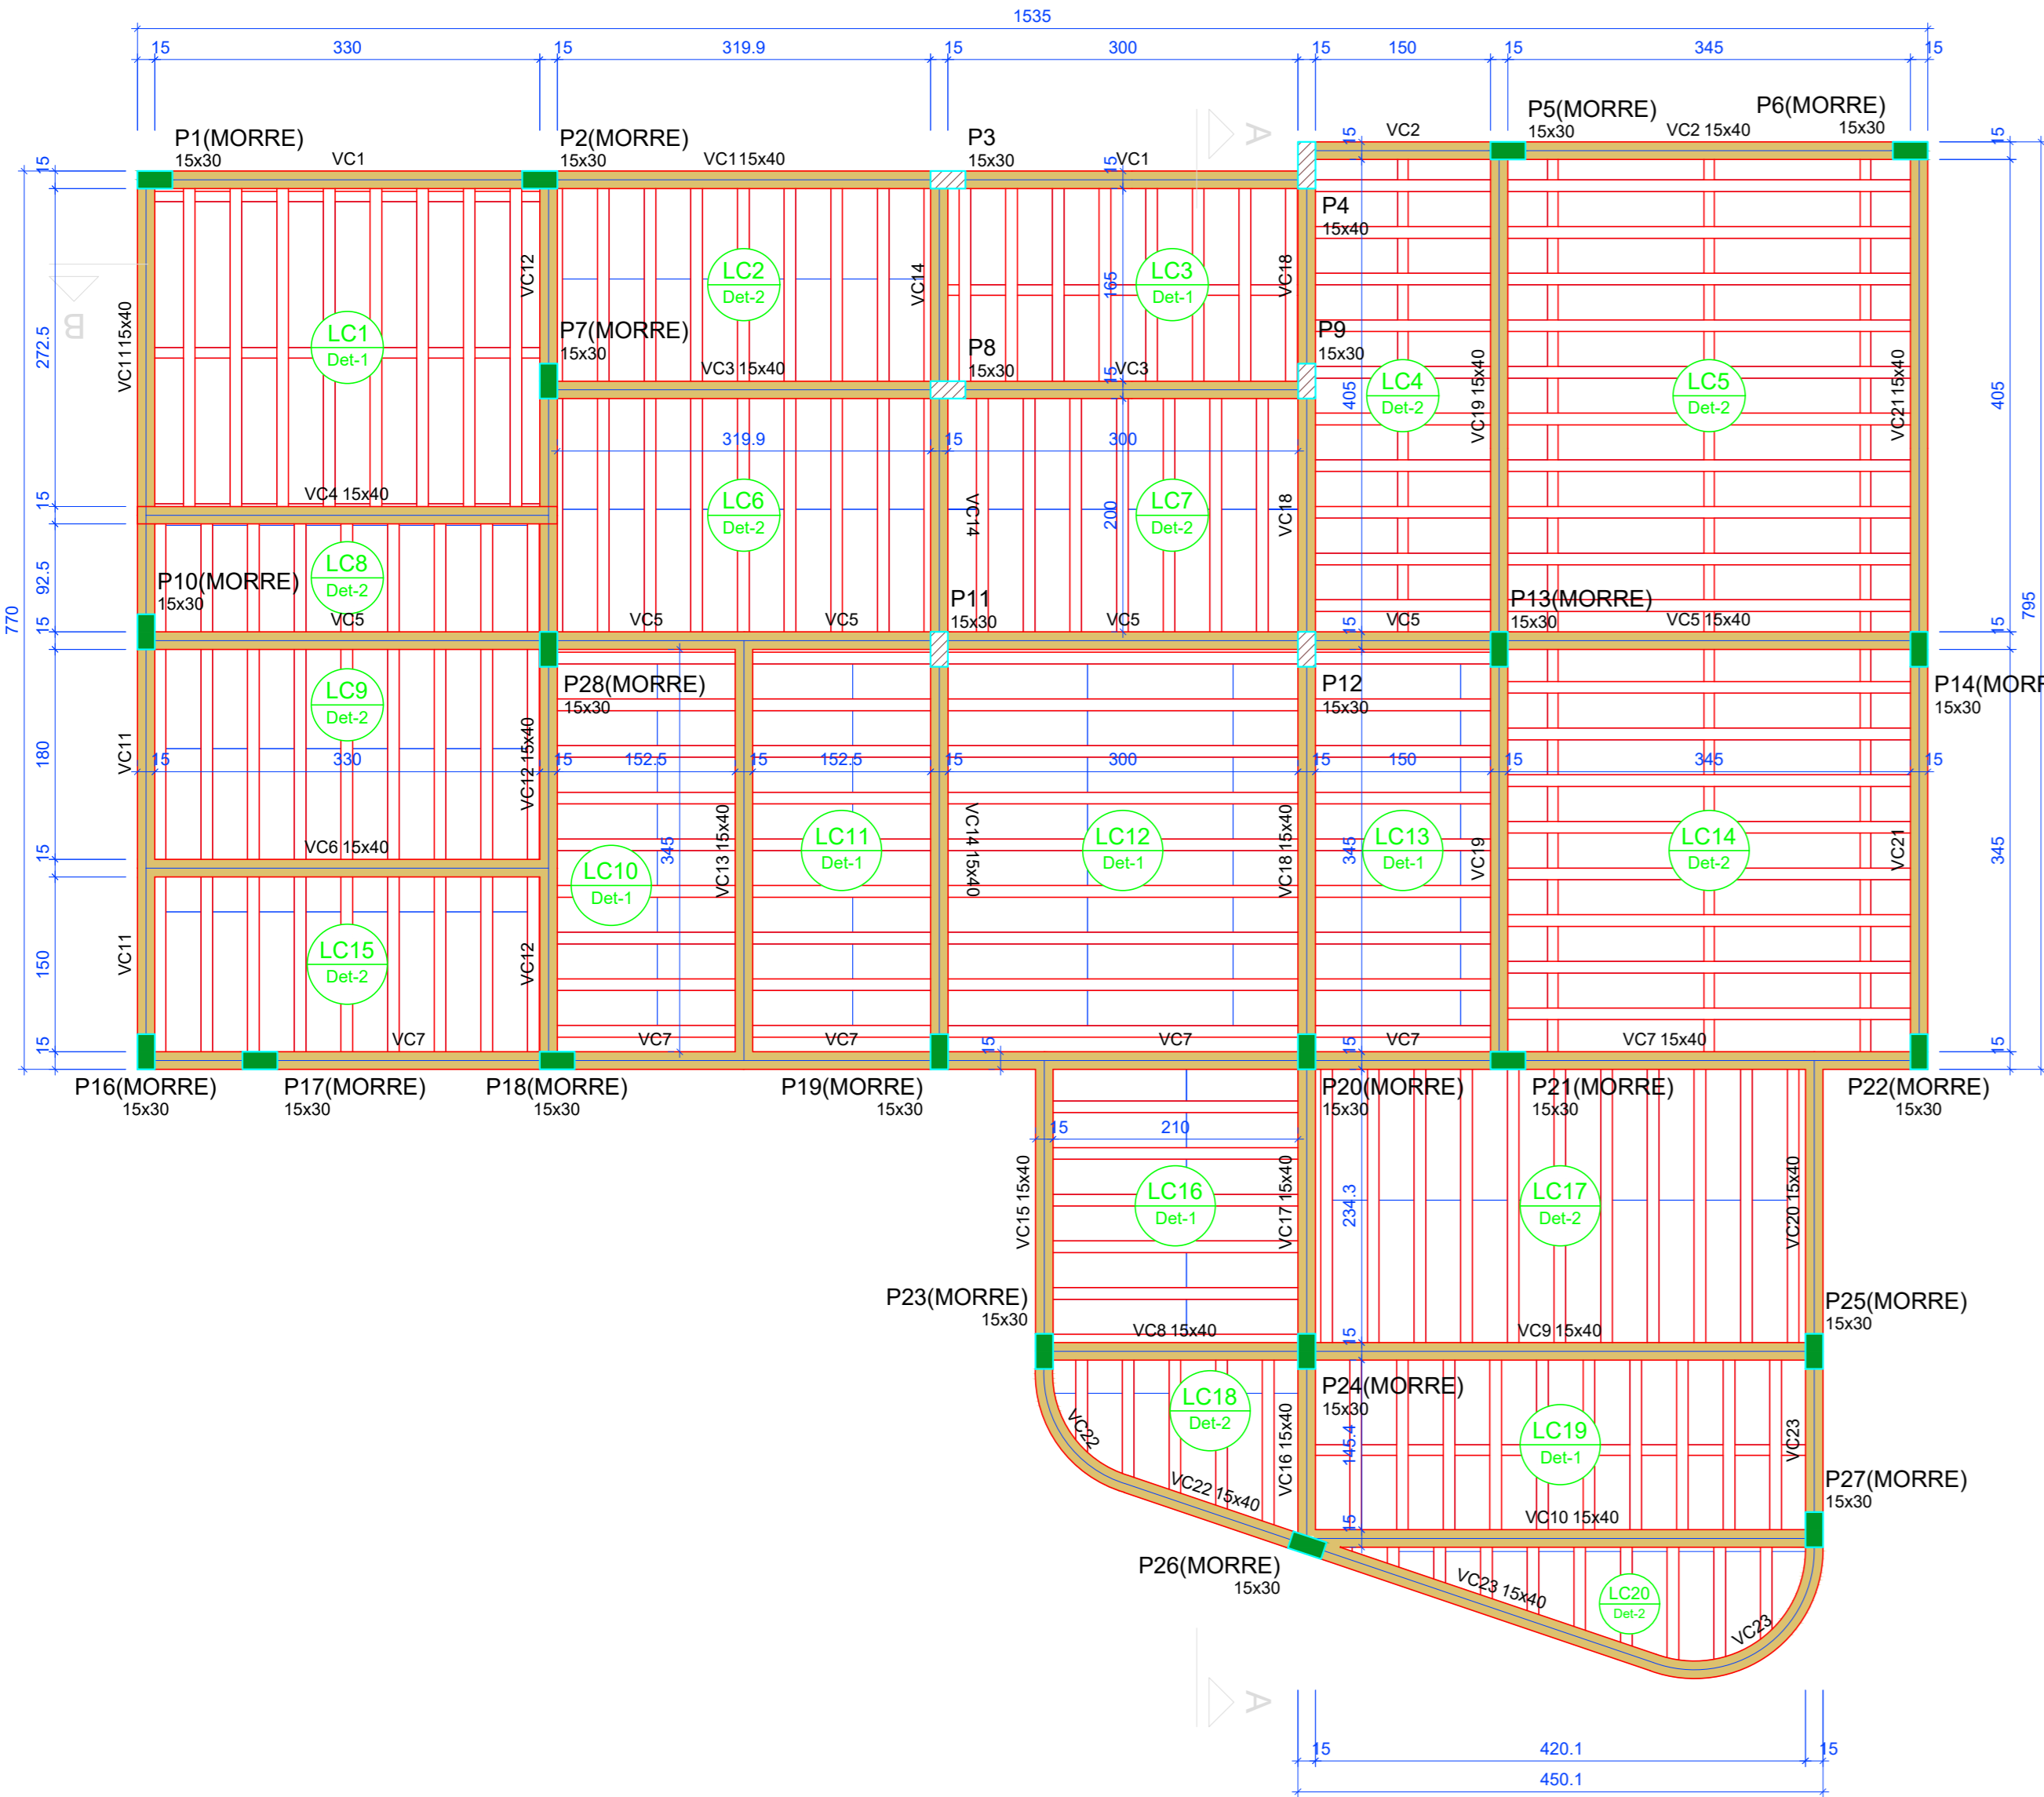 1535
15 330 15 319.9 15 300 15 150 15 345 15
P1(MORRE)
15x30
VC1
P2(MORRE)
15x30
VC1 15x40
P3
15x30
VC1
A
VC2
P5(MORRE)
15x30
VC2 15x40
P6(MORRE)
15x30
15
15
15
15
15
P4
15x40
VC12
VC14
VC18
LC2
Det-2
LC3
Det-1
165
B
VC11 15x40
LC1
Det-1
272.5
P7(MORRE)
15x30
VC3 15x40
P8
15x30
VC3
15
P9
15x30
405
LC4
Det-2
VC19 15x40
LC5
Det-2
VC21 15x40
405
319.9 15 300
VC4 15x40
15
LC6
Det-2
VC14
200
LC7
Det-2
VC18
LC8
Det-2
92.5
P10(MORRE)
15x30
VC5
15
770
VC5
VC5
P11
15x30
VC5
15
VC5
P13(MORRE)
15x30
VC5 15x40
15
795
LC9
Det-2
P28(MORRE)
15x30
P12
15x30
P14(MORR
15x30
VC11
180
VC12 15x40
15 330 15 152.5 15 152.5 15 300 15 150 15 345 15
VC6 15x40
15
LC10
Det-1
345
VC13 15x40
LC11
Det-1
VC14 15x40
LC12
Det-1
VC18 15x40
345
LC13
Det-1
VC19
LC14
Det-2
VC21
345
VC11
150
LC15
Det-2
VC12
15
VC7
VC7
VC7
15
VC7
15
VC7
VC7 15x40
15
P16(MORRE)
15x30
P17(MORRE)
15x30
P18(MORRE)
15x30
P19(MORRE)
15x30
P20(MORRE)
15x30
P21(MORRE)
15x30
P22(MORRE)
15x30
15 210
VC15 15x40
LC16
Det-1
VC17 15x40
234.3
LC17
Det-2
VC20 15x40
P23(MORRE)
15x30
VC8 15x40
15
VC9 15x40
P25(MORRE)
15x30
VC22
LC18
Det-2
P24(MORRE)
15x30
VC22 15x40
VC16 15x40
145.4
LC19
Det-1
VC23
P27(MORRE)
15x30
15
VC10 15x40
P26(MORRE)
15x30
VC23 15x40
LC20
Det-2
VC23
A
15 420.1 15
450.1